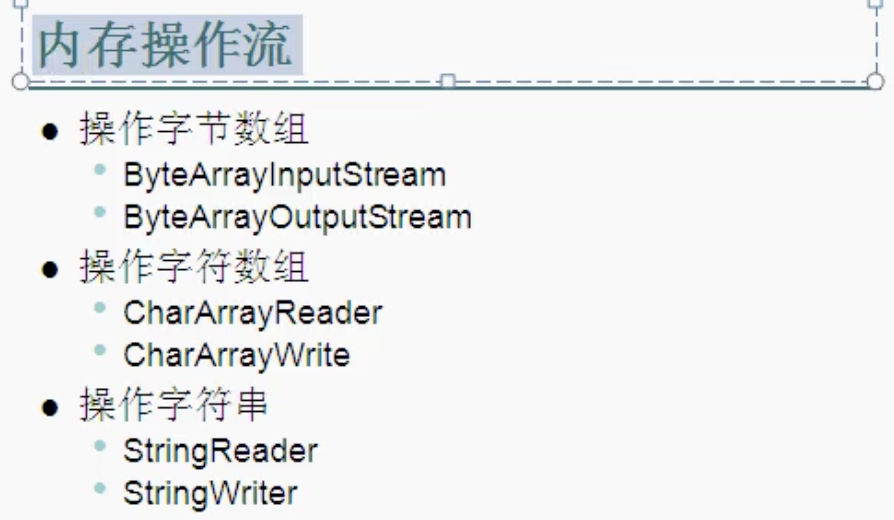 内存操作流
操作字节数组
ByteArrayInputStream
ByteArrayOutputStream
操作字符数组
CharArrayReader
CharArrayWrite
操作字符串
StringReader
StringWriter